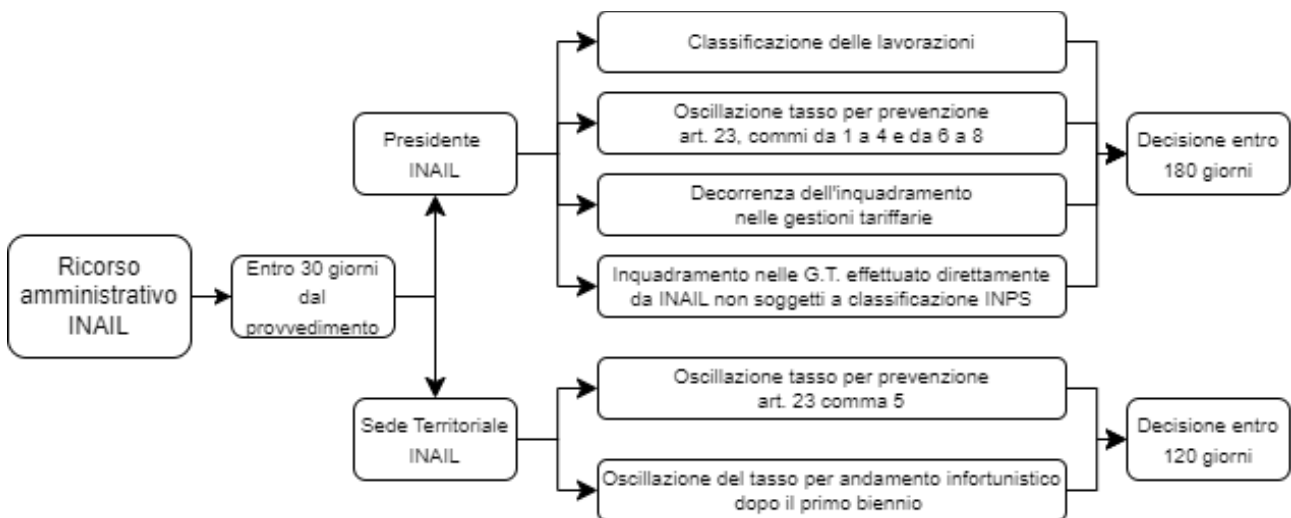 Ricorso
amministrativo
INAIL
Entro 30 giorni
dal
provvedimento
Presidente
INAIL
Classificazione delle lavorazioni
Oscillazione tasso per prevenzione
art. 23, commi da 1 a 4 e da 6 a 8
Decorrenza dell'inquadramento
nelle gestioni tariffarie
Inquadramento nelle G.T. effettuato direttamente
da INAIL non soggetti a classificazione INPS
Decisione entro
180 giorni
Sede Territoriale
INAIL
Oscillazione tasso per prevenzione
art. 23 comma 5
Oscillazione del tasso per andamento infortunistico
dopo il primo biennio
Decisione entro
120 giorni